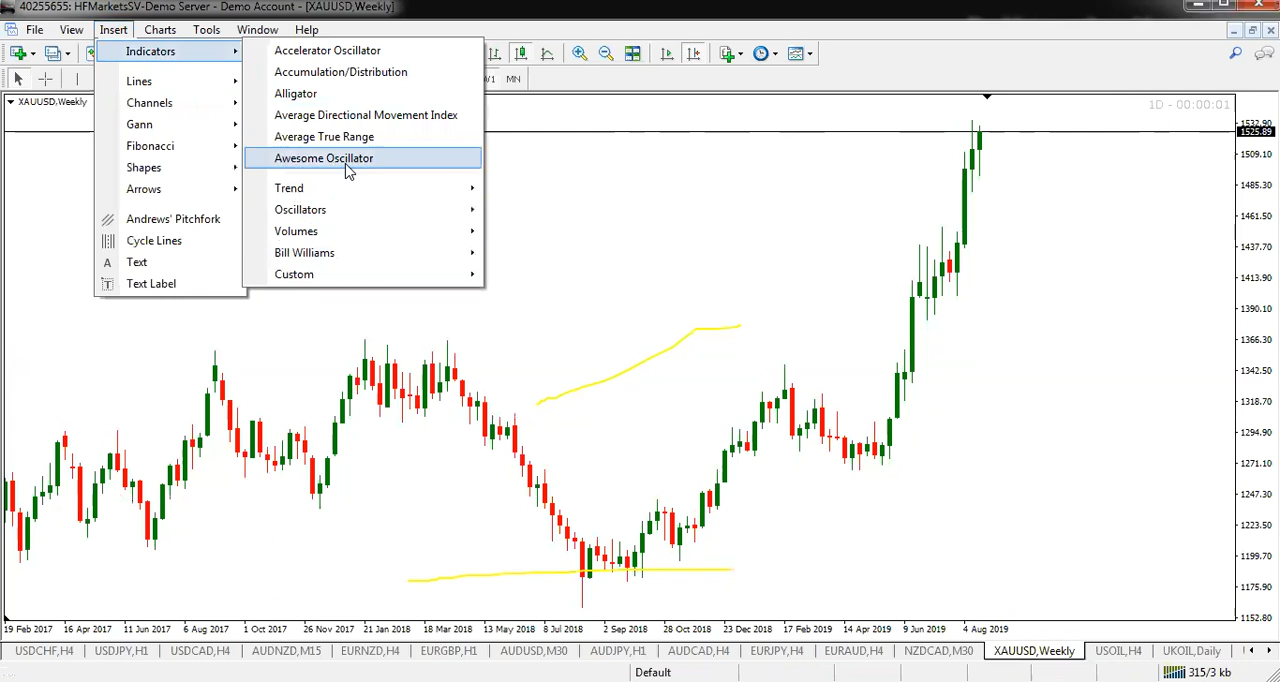 40255655: HFMarketsSV-Demo Server - Demo Account - [XAUUSD,Weekly]
File View Insert Charts Tools Window Help
Indicators
Lines
Channels
Gann
Fibonacci
Shapes
Arrows
Andrews' Pitchfork
Cycle Lines
Text
Text Label
Accelerator Oscillator
Accumulation/Distribution
Alligator
Average Directional Movement Index
Average True Range
Awesome Oscillator
Trend
Oscillators
Volumes
Bill Williams
Custom
MN
XAUUSD,Weekly
1D - 00:00:01
1532.90
1525.89
1509.10
1485.30
1461.50
1437.70
1413.90
1390.10
1366.30
1342.50
1318.70
1294.90
1271.10
1247.30
1223.50
1199.70
1175.90
1152.80
19 Feb 2017 16 Apr 2017 11 Jun 2017 6 Aug 2017 1 Oct 2017 26 Nov 2017 21 Jan 2018 18 Mar 2018 13 May 2018 8 Jul 2018 2 Sep 2018 28 Oct 2018 23 Dec 2018 17 Feb 2019 14 Apr 2019 9 Jun 2019 4 Aug 2019
USDCHF,H4 USDJPY,H1 USDCAD,H4 AUDNZD,M15 EURNZD,H4 EURGBP,H1 AUDUSD,M30 AUDJPY,H1 AUDCAD,H4 EURJPY,H4 EURAUD,H4 NZDCAD,M30 XAUUSD,Weekly USOIL,H4 UKOIL,Daily
Default
315/3 kb